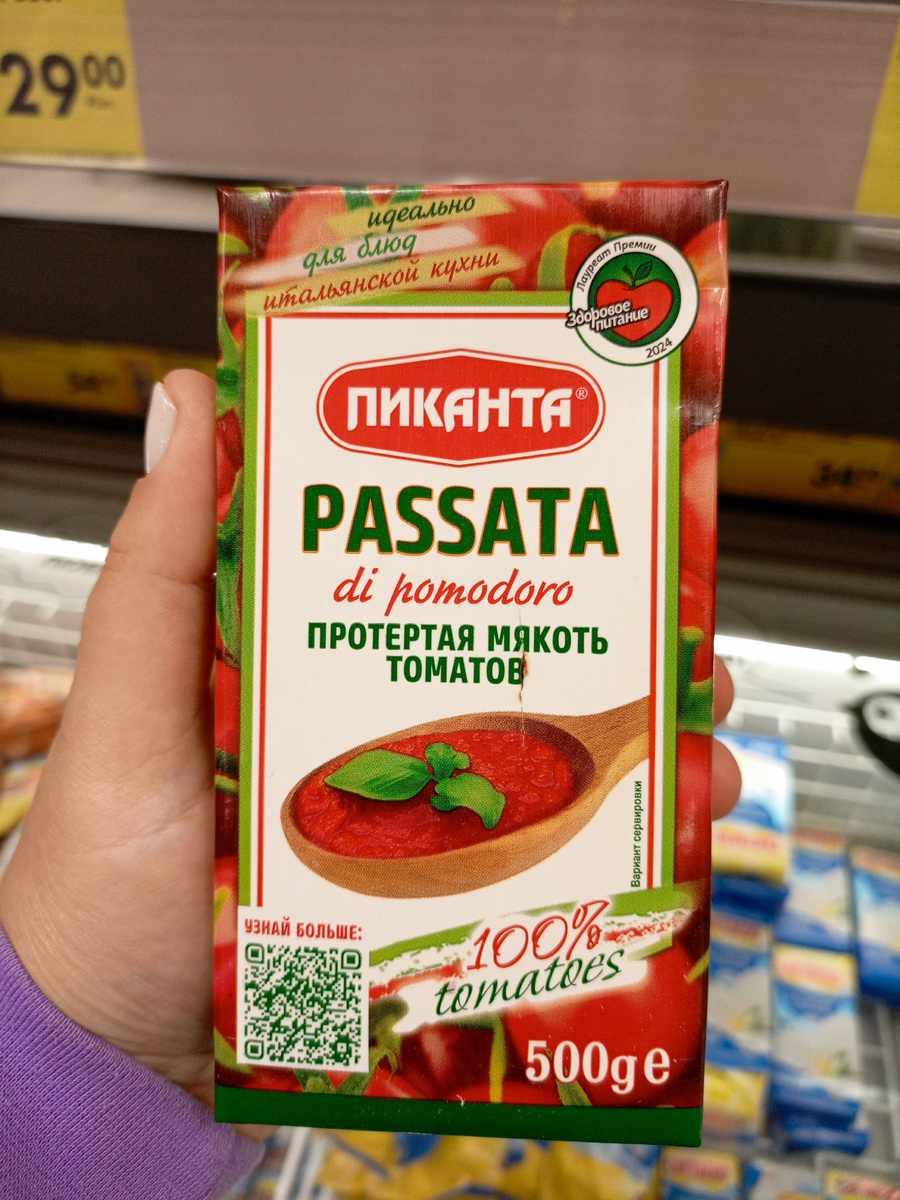 29 00
идеально
для блюд
итальянской кухни
Лауреат Премии
Здоровое
питание
2024
ПИКАНТА®
PASSATA
di pomodoro
ПРОТЕРТАЯ МЯКОТЬ
ТОМАТОВ
Вариант сервировки
УЗНАЙ БОЛЬШЕ:
100%
tomatoes
500g e